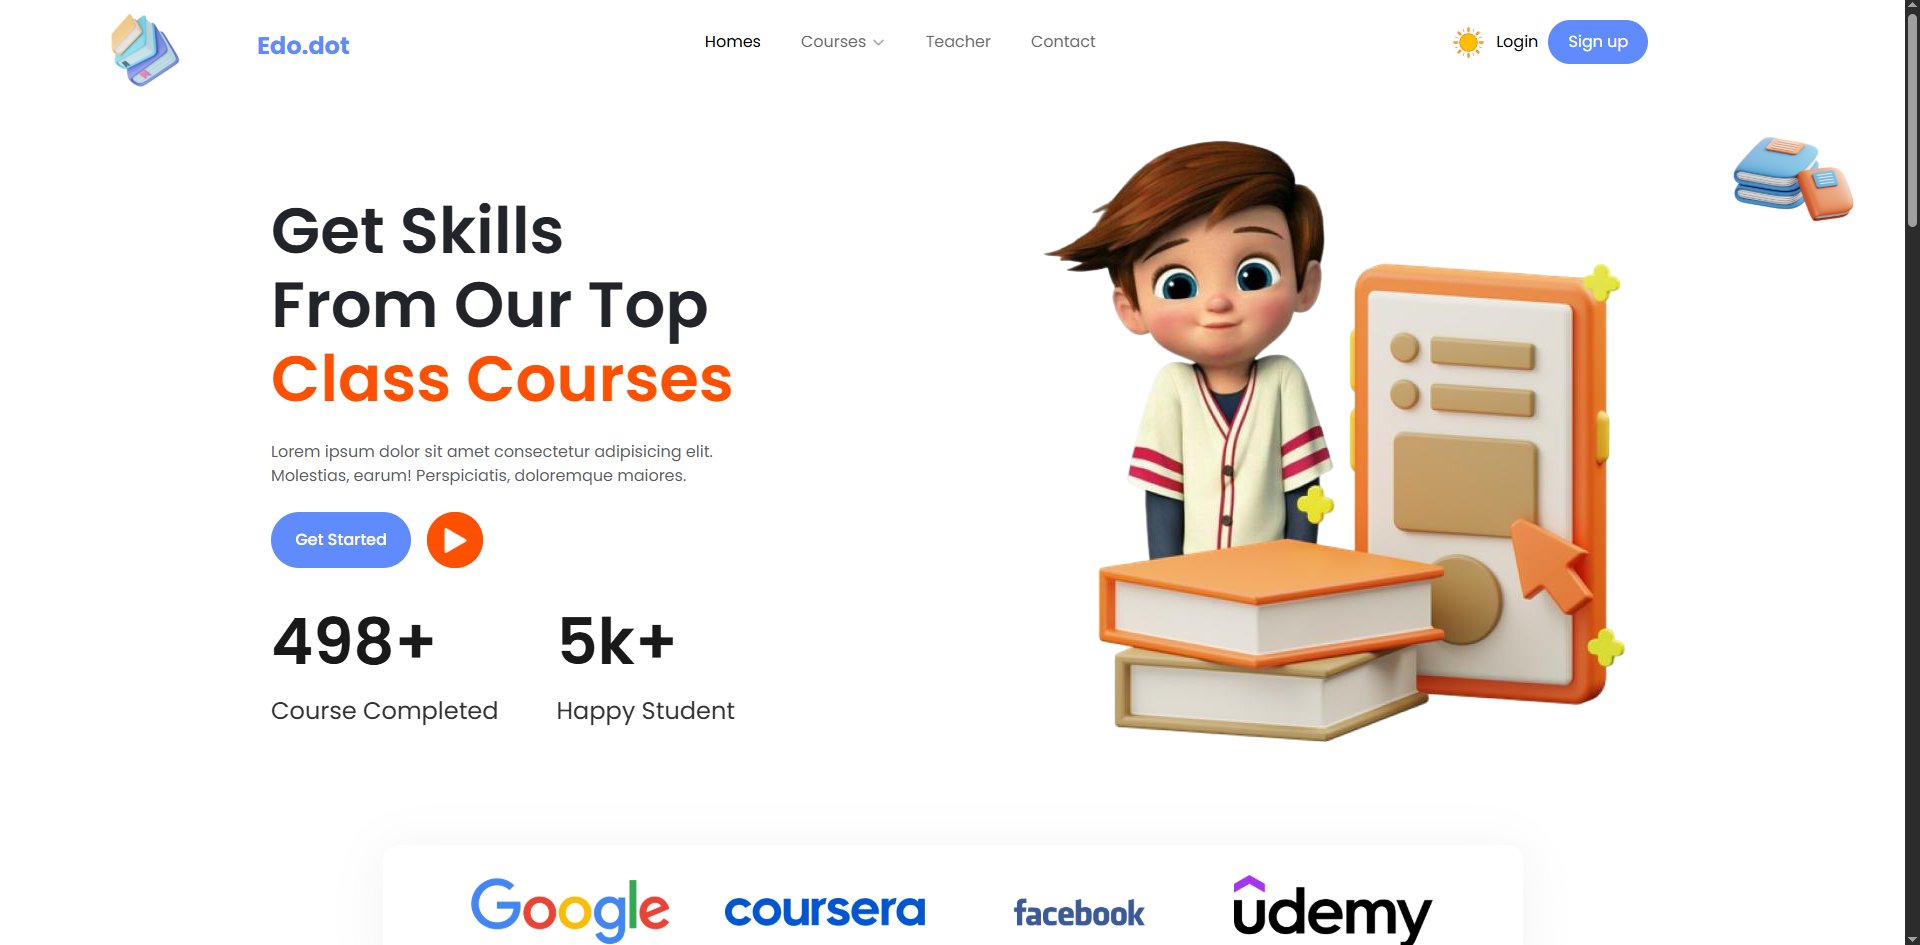 Edo.dot
Homes
Courses
Teacher
Contact
Login
Sign up
Get Skills
From Our Top
Class Courses
Lorem ipsum dolor sit amet consectetur adipisicing elit.
Molestias, earum! Perspiciatis, doloremque maiores.
Get Started
498+
5k+
Course Completed
Happy Student
Google
coursera
facebook
udemy